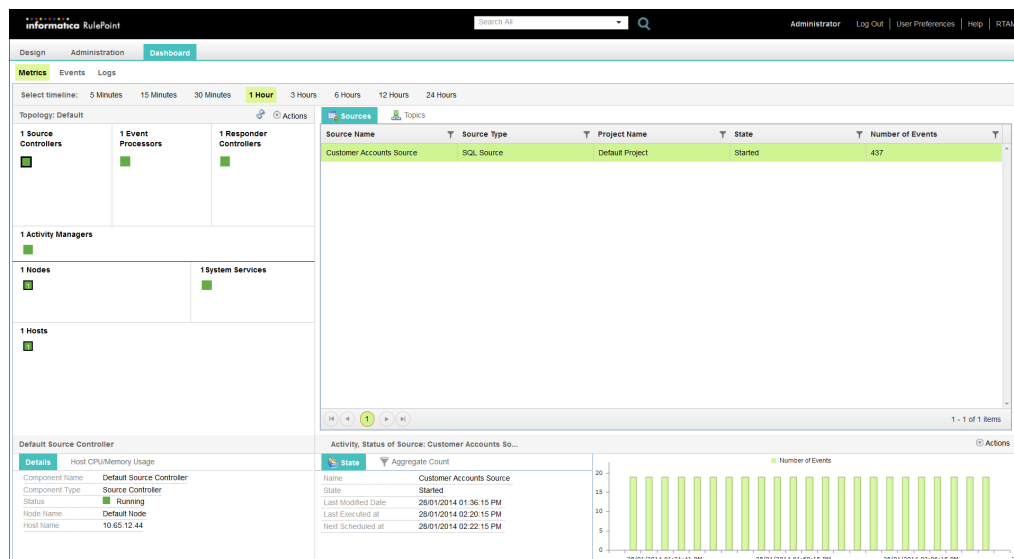 informatica RulePoint
Search All
Administrator Log Out User Preferences Help RTAM
Design Administration Dashboard
Metrics Events Logs
Select timeline: 5 Minutes 15 Minutes 30 Minutes 1 Hour 3 Hours 6 Hours 12 Hours 24 Hours
Topology: Default Actions
Sources Topics
1 Source Controllers
1 Event Processors
1 Responder Controllers
Source Name Source Type Project Name State Number of Events
Customer Accounts Source SQL Source Default Project Started 437
1 Activity Managers
1 Nodes
1
1 System Services
1 Hosts
1
1
1 - 1 of 1 items
Default Source Controller
Details Host CPU/Memory Usage
Component Name Default Source Controller
Component Type Source Controller
Status Running
Node Name Default Node
Host Name 10.65.12.44
Activity, Status of Source: Customer Accounts So... Actions
State Aggregate Count
Name Customer Accounts Source
State Started
Last Modified Date 28/01/2014 01:36:15 PM
Last Executed at 28/01/2014 02:20:15 PM
Next Scheduled at 28/01/2014 02:22:15 PM
Number of Events
20
15
10
5
0